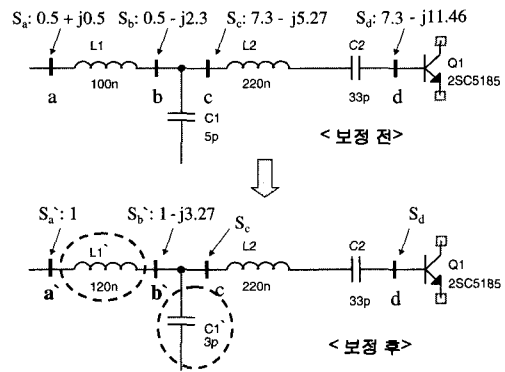 Sa: 0.5 + j0.5 Sb: 0.5 - j2.3 Sc: 7.3 - j5.27 Sd: 7.3 - j11.46
L1 L2 C2
Q1
2SC5185
100n 220n 33p
a b c d
C1
5p
< 보정 전>
Sa`: 1 Sb`: 1 - j3.27 Sc Sd
L1` L2 C2
Q1
2SC5185
120n 220n 33p
a` b` c d
C1`
3p
< 보정 후>